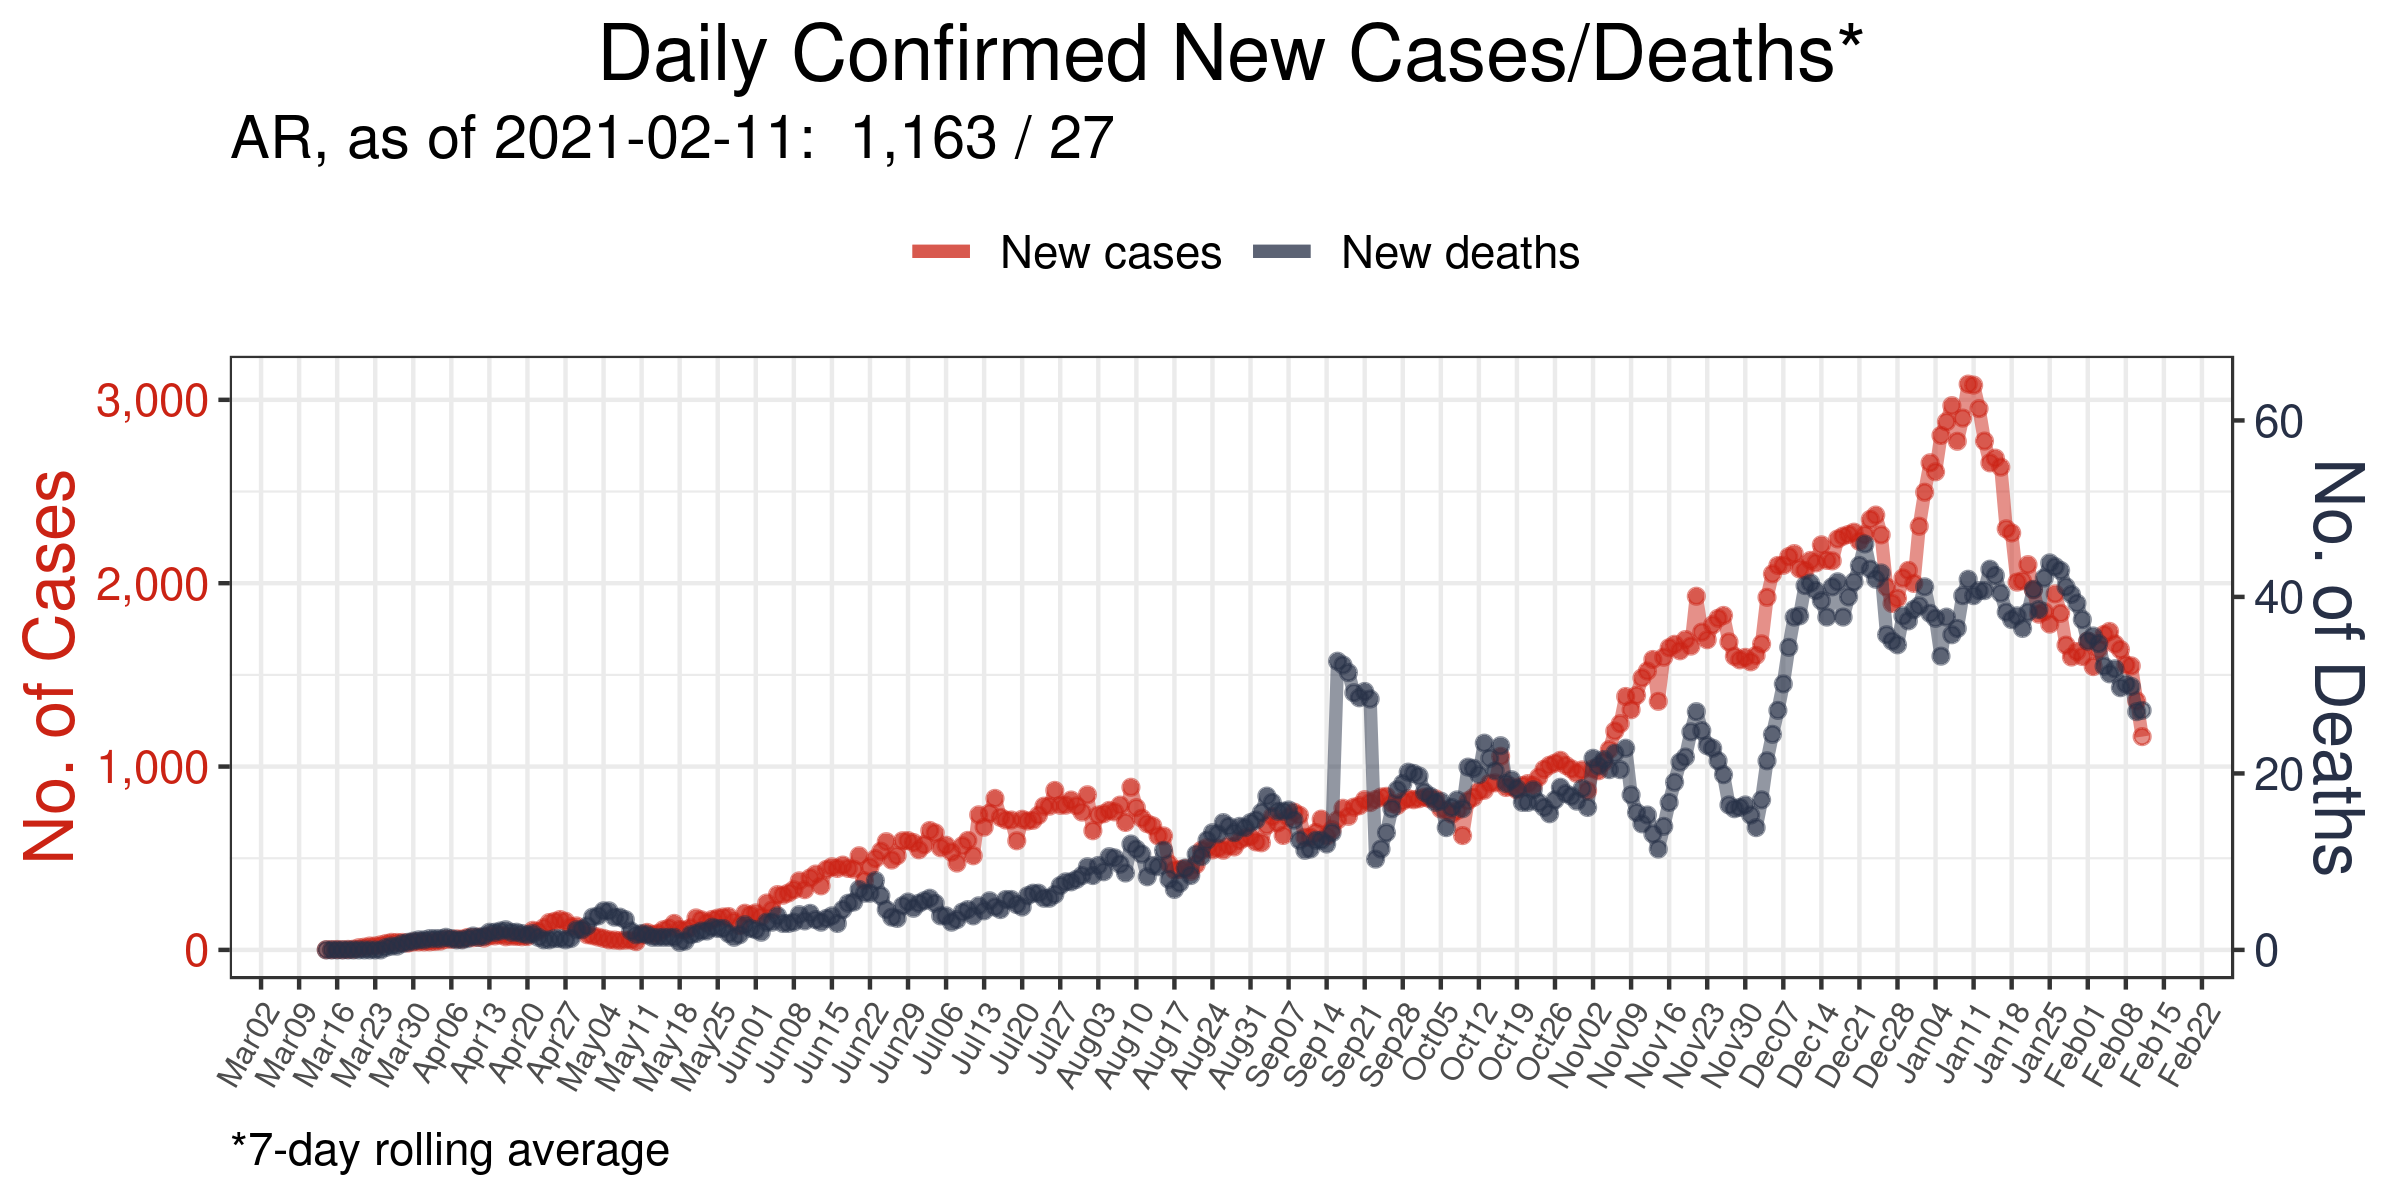 Daily Confirmed New Cases/Deaths*
AR, as of 2021-02-11:  1,163 / 27
New cases
New deaths
No. of Cases
3,000
2,000
1,000
0
60
40
20
0
No. of Deaths
Mar02
Mar09
Mar16
Mar23
Mar30
Apr06
Apr13
Apr20
Apr27
May04
May11
May18
May25
Jun01
Jun08
Jun15
Jun22
Jun29
Jul06
Jul13
Jul20
Jul27
Aug03
Aug10
Aug17
Aug24
Aug31
Sep07
Sep14
Sep21
Sep28
Oct05
Oct12
Oct19
Oct26
Nov02
Nov09
Nov16
Nov23
Nov30
Dec07
Dec14
Dec21
Dec28
Jan04
Jan11
Jan18
Jan25
Feb01
Feb08
Feb15
Feb22
*7-day rolling average